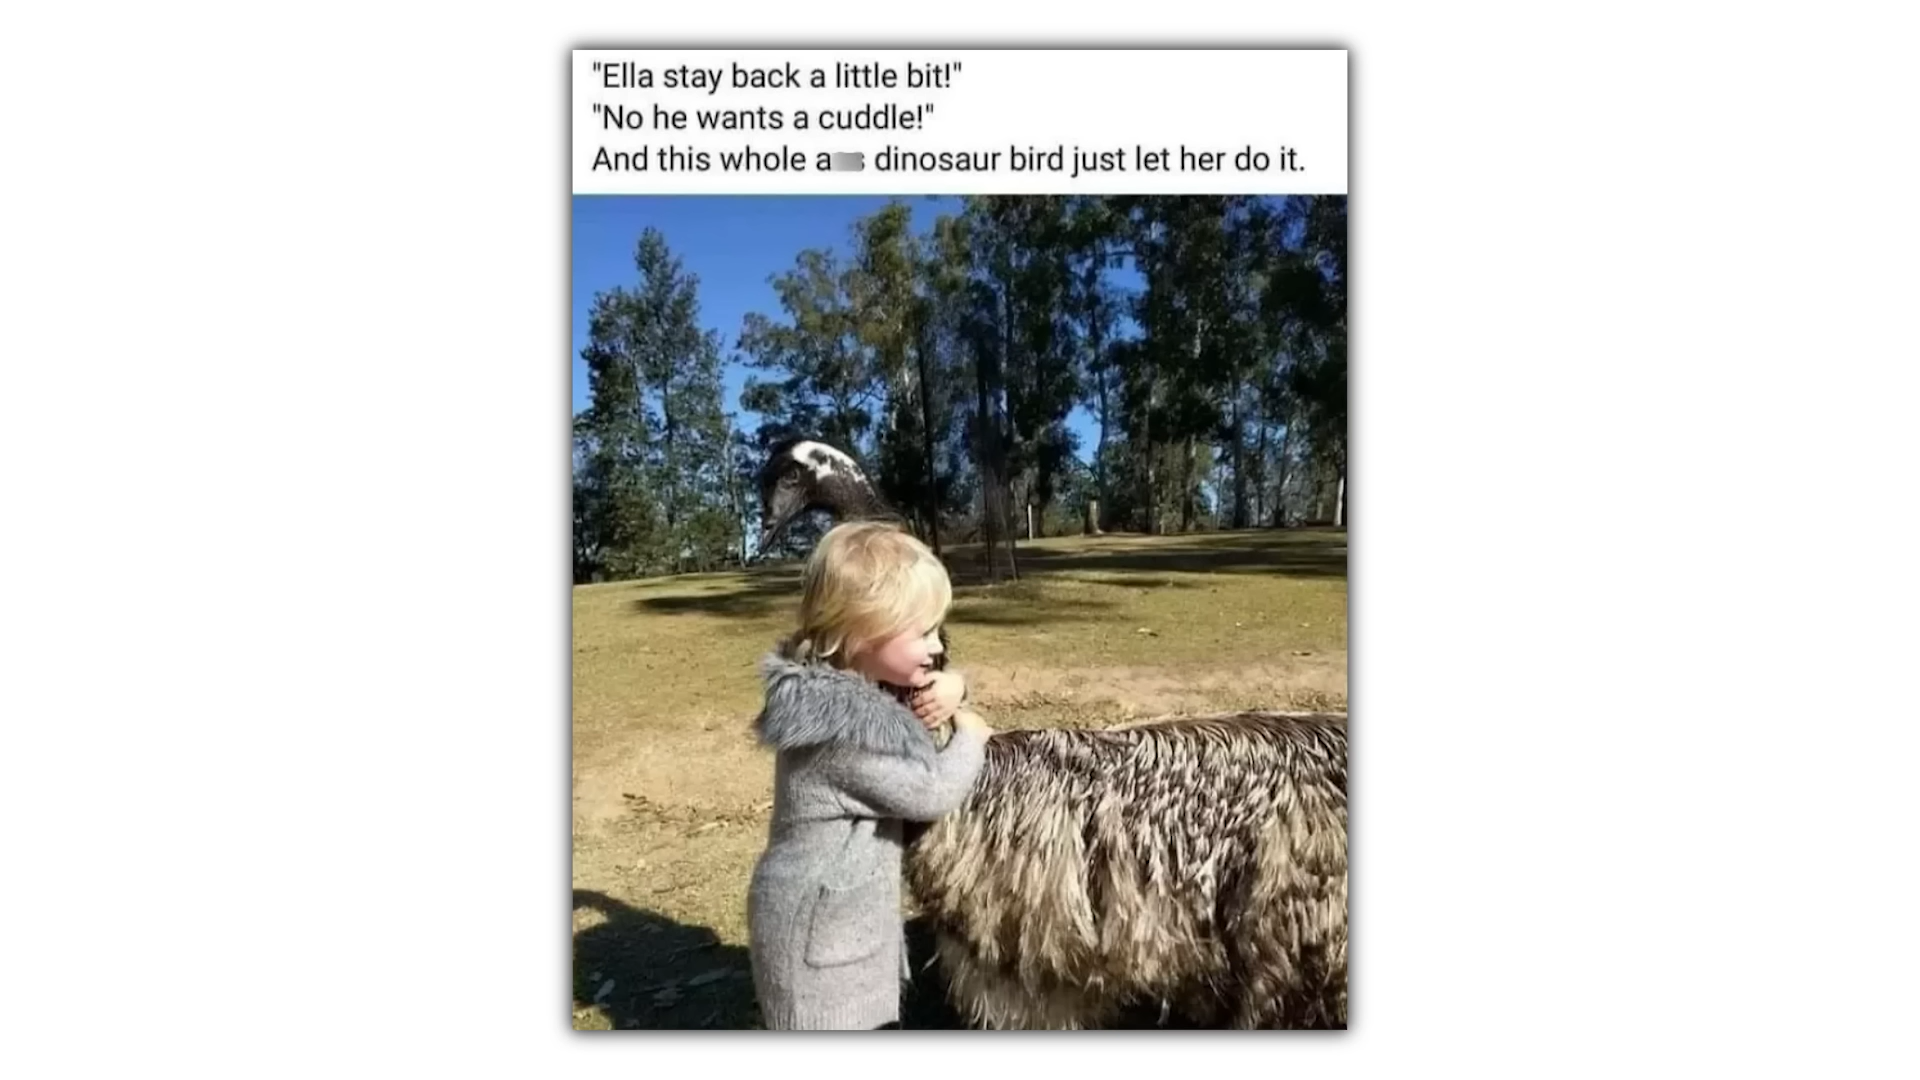 "Ella stay back a little bit!"
"No he wants a cuddle!"
And this whole dinosaur bird just let her do it.